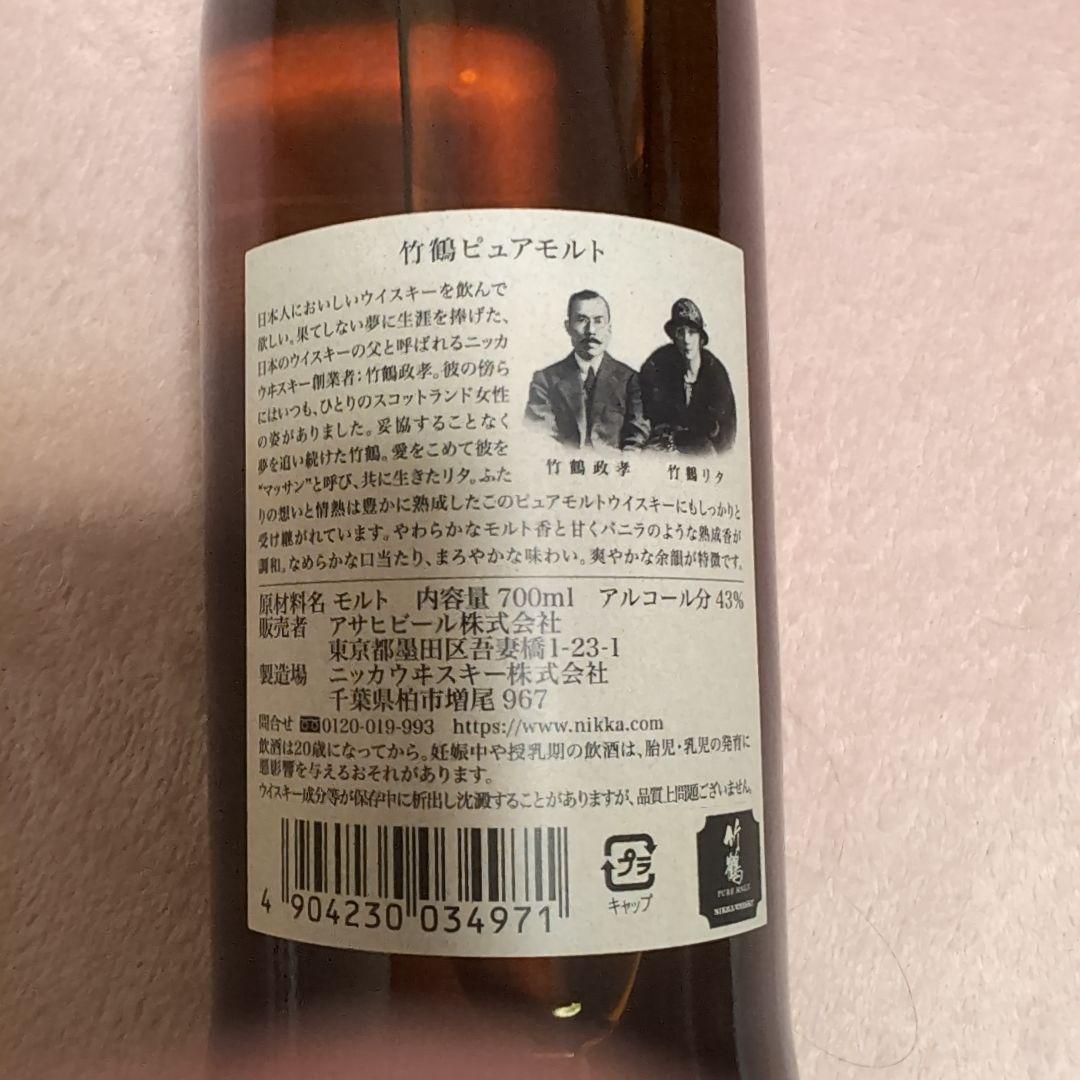 竹鶴ピュアモルト
日本人においしいウイスキーを飲んで
欲しい。果てしない夢に生涯を捧げた、
日本のウイスキーの父と呼ばれるニッカ
ウヰスキー創業者:竹鶴政孝。彼の傍ら
にはいつも、ひとりのスコットランド女性
の姿がありました。妥協することなく
夢を追い続けた竹鶴。愛をこめて彼を
“マッサン”と呼び、共に生きたリタ。ふた
りの想いと情熱は豊かに熟成したこのピュアモルトウイスキーにもしっかりと
受け継がれています。やわらかなモルト香と甘くバニラのような熟成香が
調和。なめらかな口当たり、まろやかな味わい。爽やかな余韻が特徴です。
竹鶴政孝
竹鶴リタ
原材料名 モルト 内容量 700ml アルコール分 43%
販売者 アサヒビール株式会社
東京都墨田区吾妻橋1-23-1
製造場 ニッカウヰスキー株式会社
千葉県柏市増尾 967
問合せ 0120-019-993 https://www.nikka.com
飲酒は20歳になってから。妊娠中や授乳期の飲酒は、胎児・乳児の発育に
悪影響を与えるおそれがあります。
ウイスキー成分等が保存中に析出し沈澱することがありますが、品質上問題ございません。
4 904230 034971
プラ
キャップ
竹鶴
PURE MALT
NIKKA WHISKY